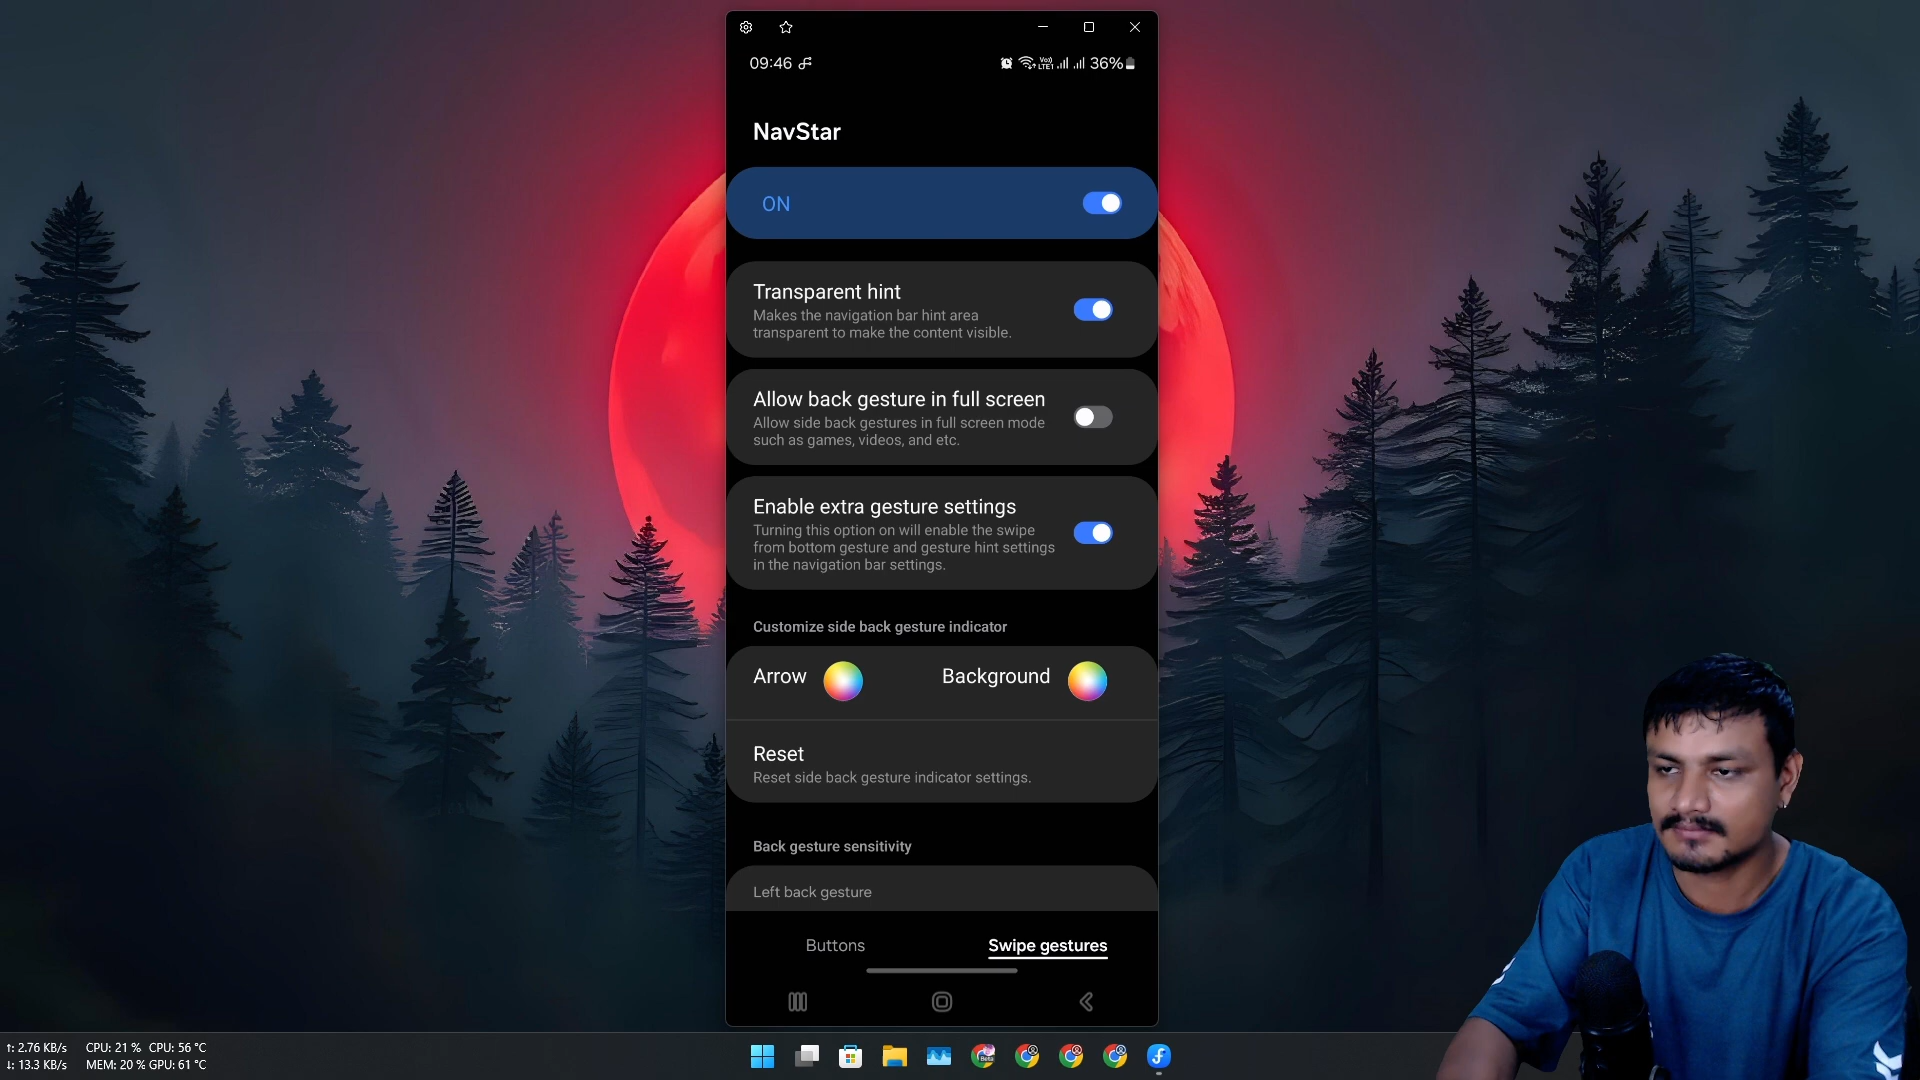 09:46
Vo))
LTE1
36%
NavStar
ON
Transparent hint
Makes the navigation bar hint area
transparent to make the content visible.
Allow back gesture in full screen
Allow side back gestures in full screen mode
such as games, videos, and etc.
Enable extra gesture settings
Turning this option on will enable the swipe
from bottom gesture and gesture hint settings
in the navigation bar settings.
Customize side back gesture indicator
Arrow Background
Reset
Reset side back gesture indicator settings.
Back gesture sensitivity
Left back gesture
Buttons Swipe gestures
↑: 2.76 KB/s CPU: 21 % CPU: 56 °C
↓: 13.3 KB/s MEM: 20 % GPU: 61 °C
Beta